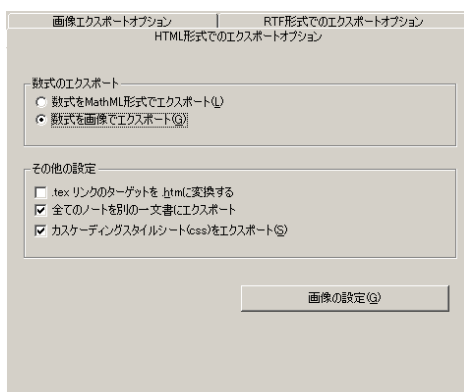 画像エクスポートオプション
RTF形式でのエクスポートオプション
HTML形式でのエクスポートオプション
数式のエクスポート
数式をMathML形式でエクスポート(L)
数式を画像でエクスポート(G)
その他の設定
.tex リンクのターゲットを .htmに変換する
全てのノートを別の一文書にエクスポート
カスケーディングスタイルシート(css)をエクスポート(S)
画像の設定(G)